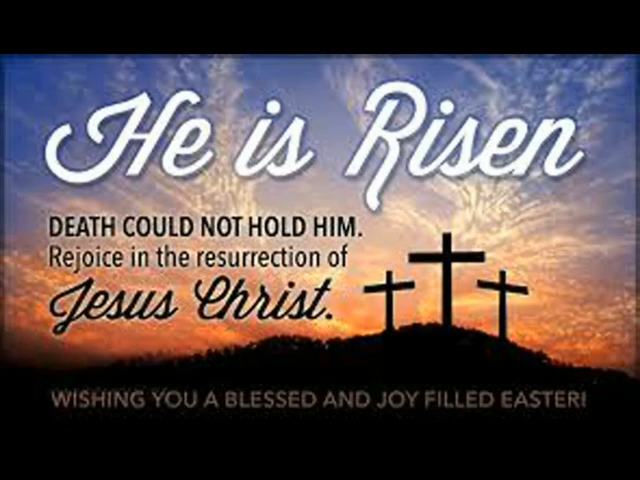 He is Risen
DEATH COULD NOT HOLD HIM.
Rejoice in the resurrection of
Jesus Christ.
WISHING YOU A BLESSED AND JOY FILLED EASTER!